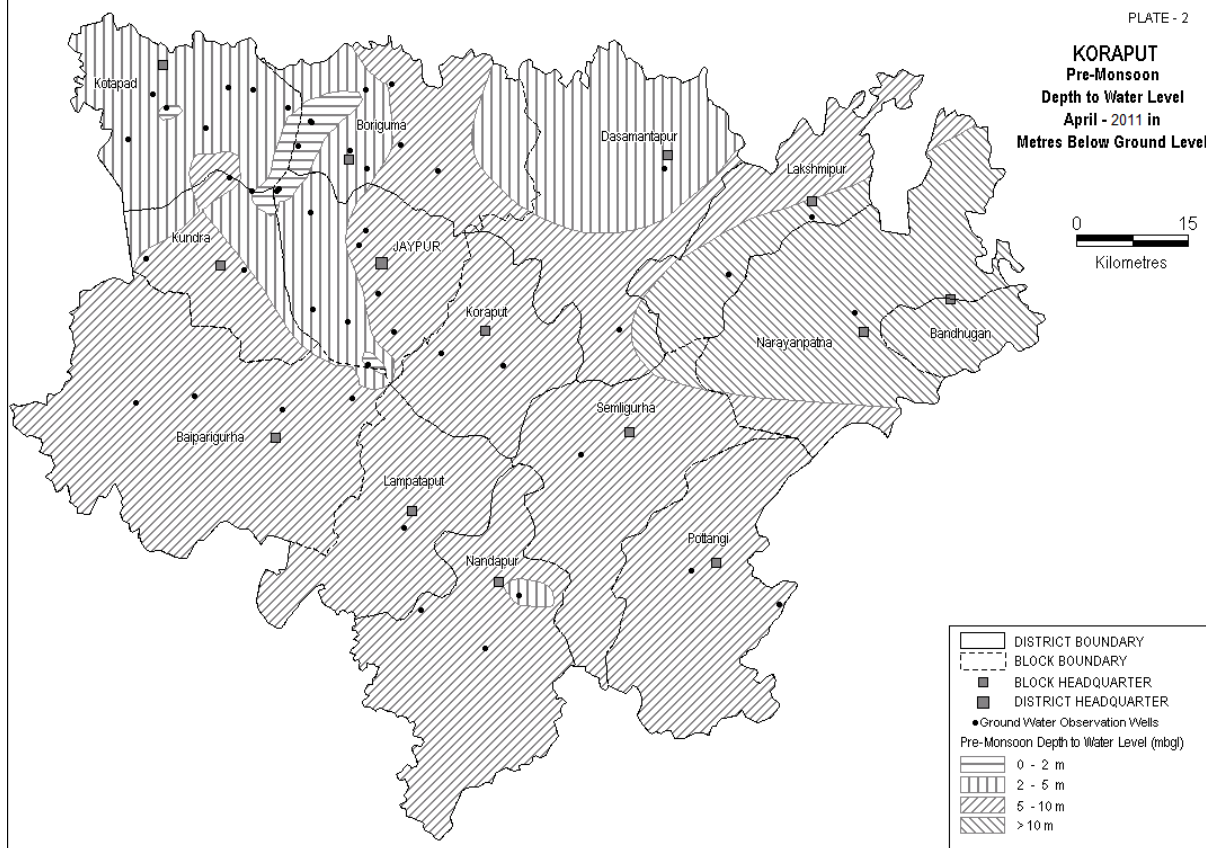 PLATE - 2
KORAPUT
Pre-Monsoon
Depth to Water Level
April - 2011 in
Metres Below Ground Level
0 15
Kilometres
Kotapad
Boriguma
Dasamantapur
Lakshmipur
Kundra
JAYPUR
Koraput
Narayanpatna
Bandhugan
Baiparigurha
Semligurha
Lampataput
Pottangi
Nandapur
DISTRICT BOUNDARY
BLOCK BOUNDARY
BLOCK HEADQUARTER
DISTRICT HEADQUARTER
Ground Water Observation Wells
Pre-Monsoon Depth to Water Level (mbgl)
0 - 2 m
2 - 5 m
5 - 10 m
> 10 m